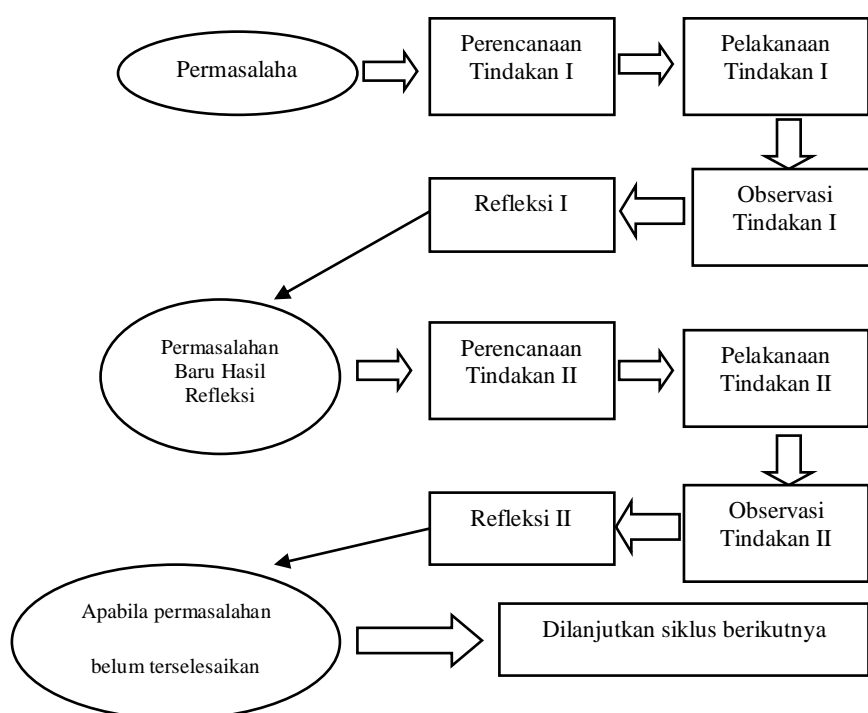 Permasalaha
Perencanaan
Tindakan I
Pelakanaan
Tindakan I
Observasi
Tindakan I
Refleksi I
Permasalahan
Baru Hasil
Refleksi
Perencanaan
Tindakan II
Pelakanaan
Tindakan II
Observasi
Tindakan II
Refleksi II
Apabila permasalahan
belum terselesaikan
Dilanjutkan siklus berikutnya